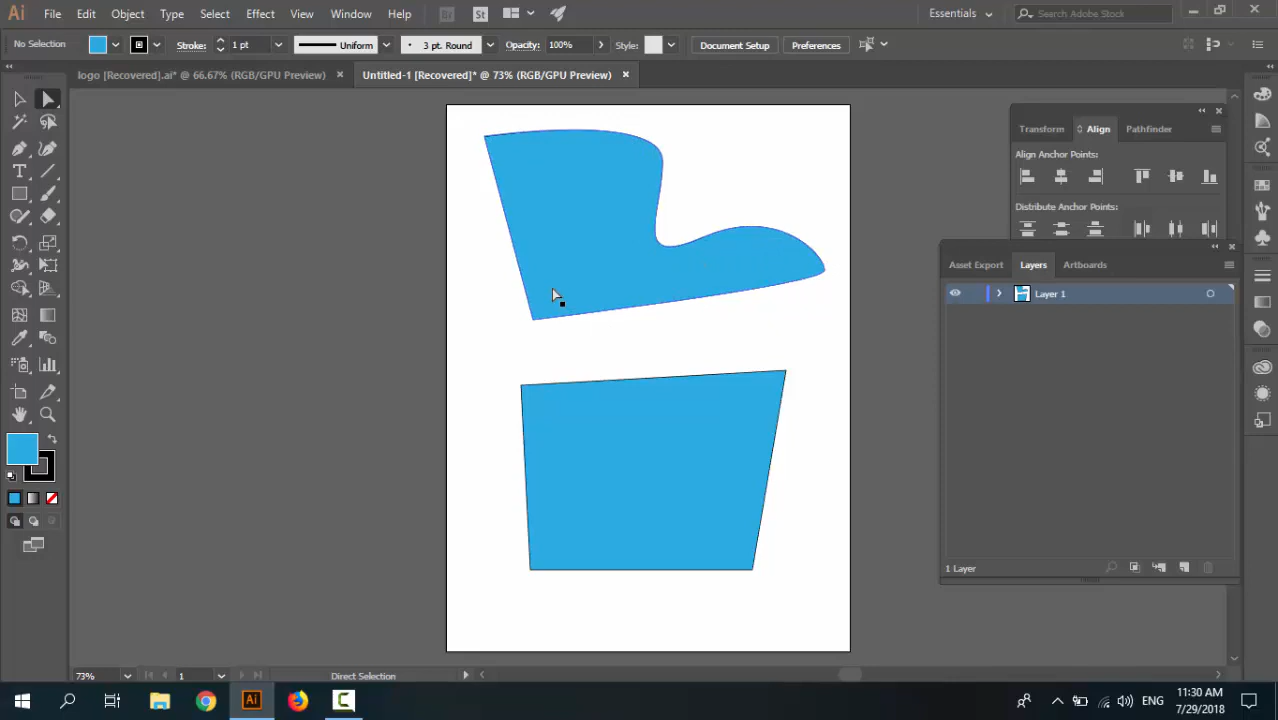 Ai File Edit Object Type Select Effect View Window Help Br St Essentials Search Adobe Stock
No Selection Stroke: 1 pt Uniform 3 pt. Round Opacity: 100% Style: Document Setup Preferences
logo [Recovered].ai* @ 66.67% (RGB/GPU Preview) Untitled-1 [Recovered]* @ 73% (RGB/GPU Preview)
Transform Align Pathfinder
Align Anchor Points:
Distribute Anchor Points:
Asset Export Layers Artboards
Layer 1
1 Layer
73% 1 Direct Selection
Ai ENG 11:30 AM
7/29/2018